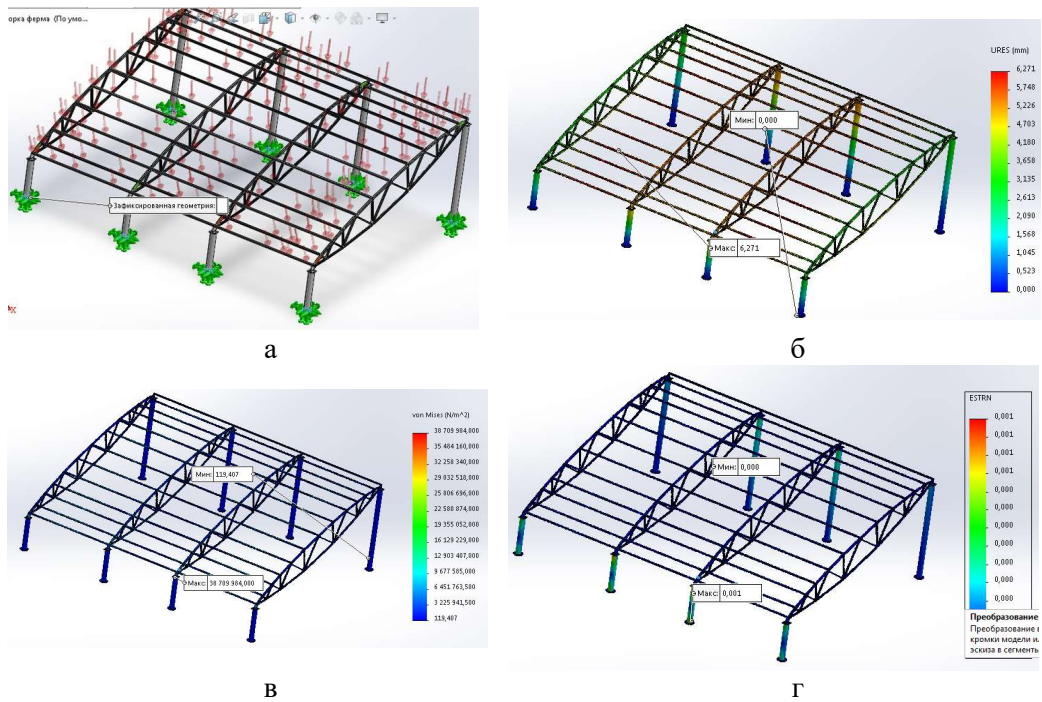 орка ферма (По умо...
Зафиксированная геометрия:
X
а
URES (mm)
6,271
5,748
5,226
4,703
4,180
3,658
3,135
2,613
2,090
1,568
1,045
0,523
0,000
Мин: 0,000
Макс: 6,271
б
von Mises (N/m^2)
38 709 984,000
35 484 160,000
32 258 340,000
29 032 518,000
25 806 696,000
22 580 874,000
19 355 052,000
16 129 229,000
12 903 407,000
9 677 585,000
6 451 763,500
3 225 941,500
119,407
Мин: 119,407
Макс: 38 709 984,000
в
ESTRN
0,001
0,001
0,001
0,001
0,001
0,000
0,000
0,000
0,000
0,000
0,000
Мин: 0,000
Макс: 0,001
Преобразование
Преобразование в
кромки модели ил
эскиза в сегменты
г